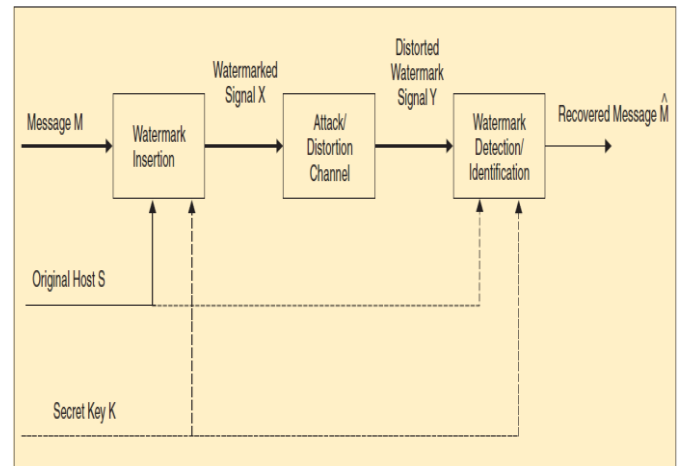 Message M
Watermark
Insertion
Watermarked
Signal X
Attack/
Distortion
Channel
Distorted
Watermark
Signal Y
Watermark
Detection/
Identification
Recovered Message M̂
Original Host S
Secret Key K